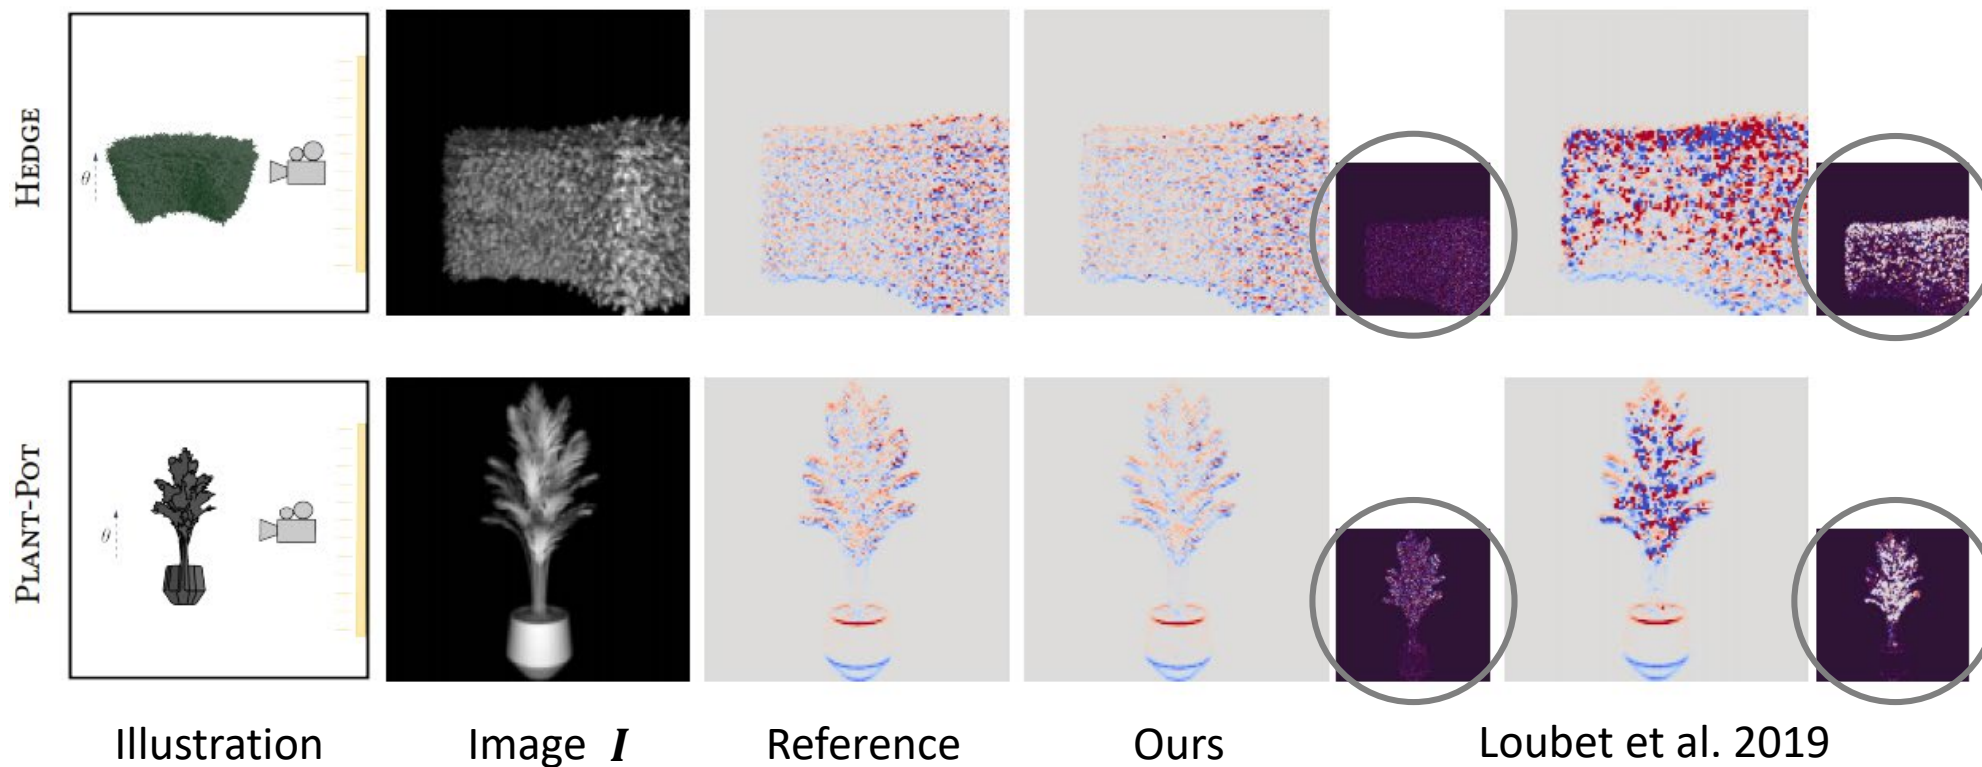 HEDGE
θ
PLANT-POT
θ
Illustration
Image I
Reference
Ours
Loubet et al. 2019